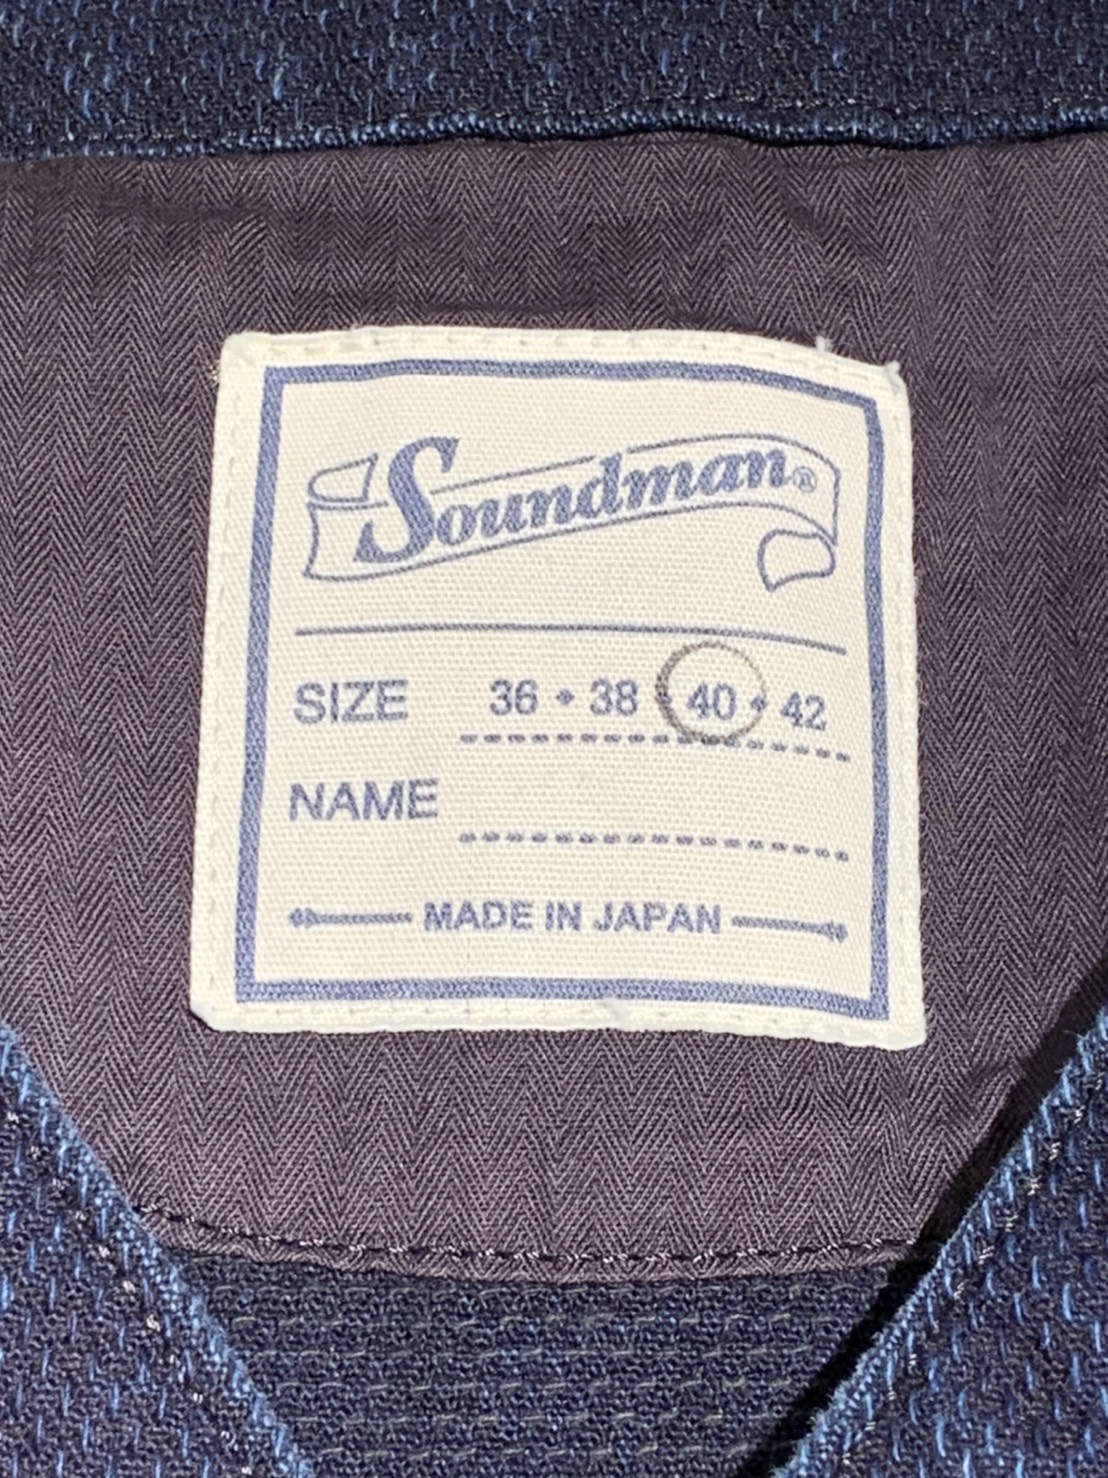 Soundman®
SIZE 36 • 38 • 40 • 42
NAME
MADE IN JAPAN